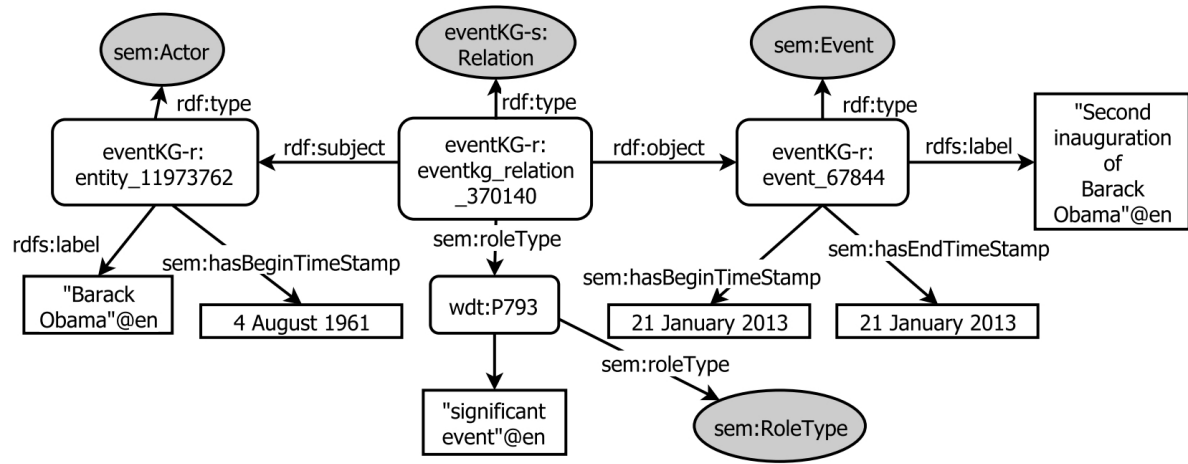 sem:Actor
eventKG-s:
Relation
sem:Event
rdf:type
rdf:type
rdf:type
eventKG-r:
entity_11973762
rdf:subject
eventKG-r:
eventkg_relation
_370140
rdf:object
eventKG-r:
event_67844
rdfs:label
"Second
inauguration
of
Barack
Obama"@en
rdfs:label
sem:hasBeginTimeStamp
sem:roleType
sem:hasBeginTimeStamp
sem:hasEndTimeStamp
"Barack
Obama"@en
4 August 1961
wdt:P793
21 January 2013
21 January 2013
sem:roleType
"significant
event"@en
sem:RoleType